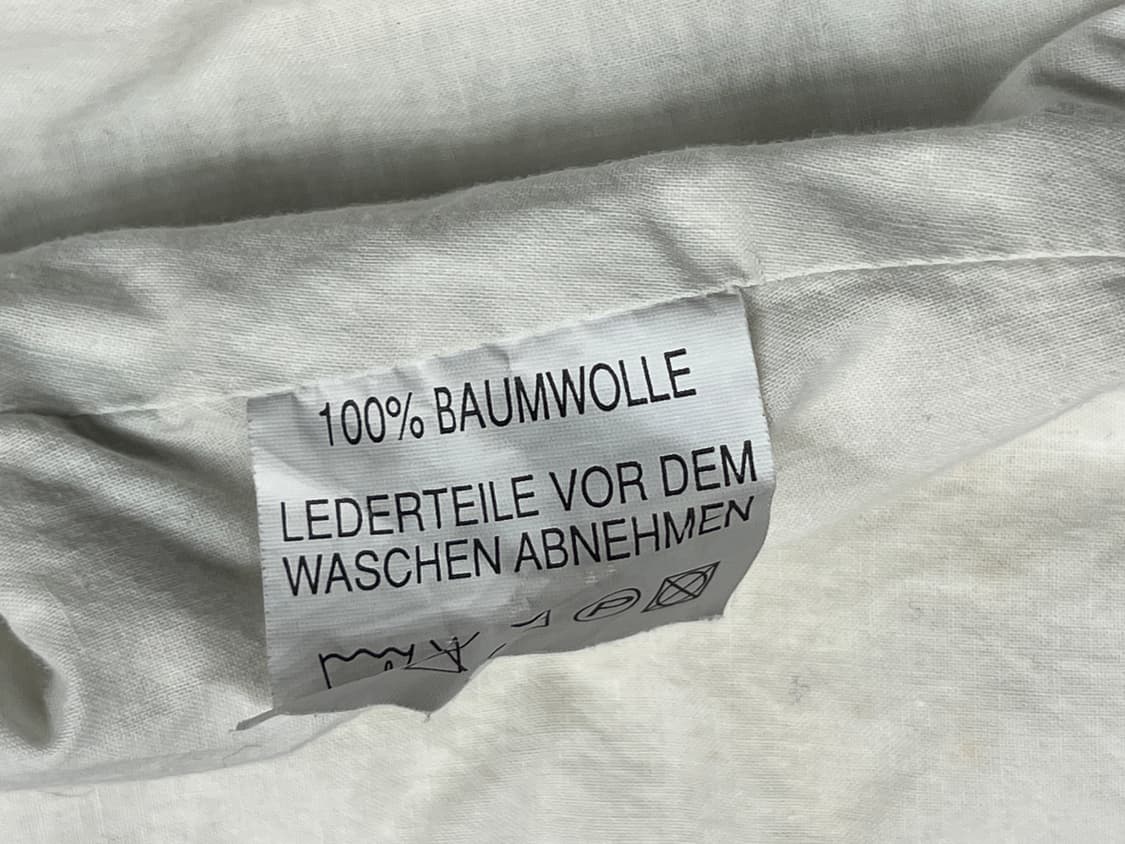 100% BAUMWOLLE
LEDERTEILE VOR DEM
WASCHEN ABNEHMEN
P